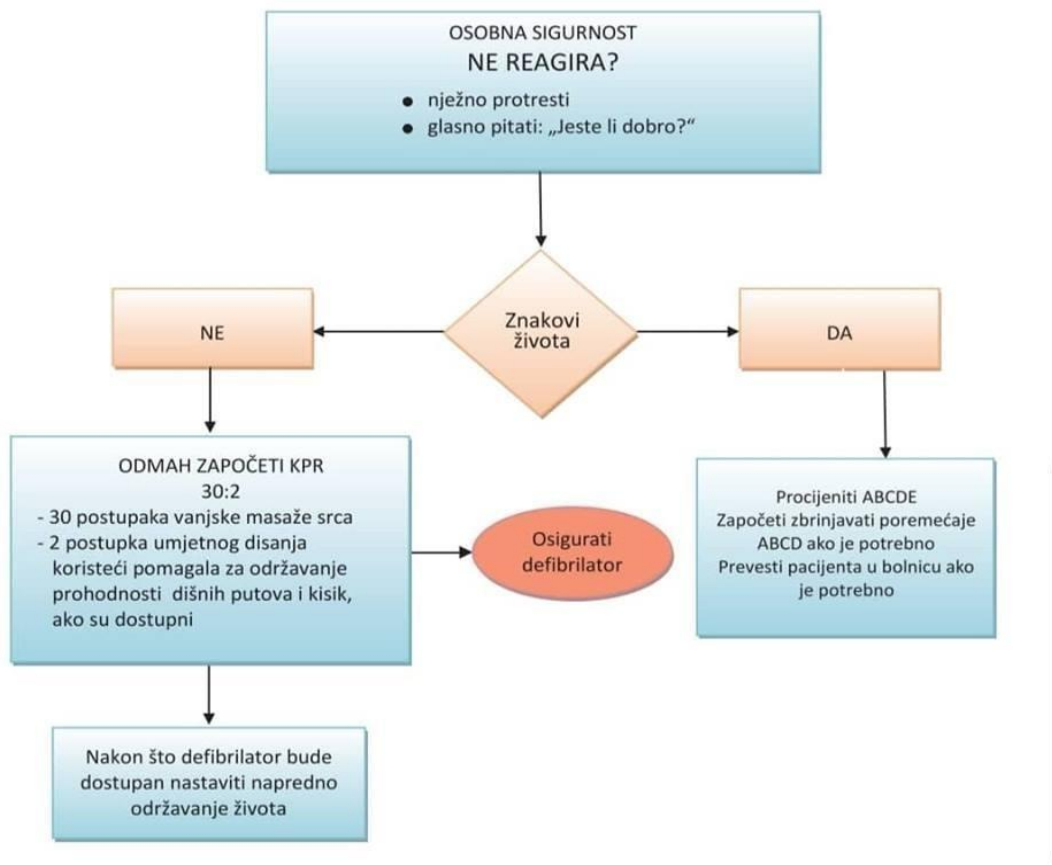 OSOBNA SIGURNOST
NE REAGIRA?
● nježno protresti
● glasno pitati: „Jeste li dobro?“
Znakovi
života
NE
DA
ODMAH ZAPOČETI KPR
30:2
- 30 postupaka vanjske masaže srca
- 2 postupka umjetnog disanja
koristeći pomagala za održavanje
prohodnosti dišnih putova i kisik,
ako su dostupni
Osigurati
defibrilator
Procijeniti ABCDE
Započeti zbrinjavati poremećaje
ABCD ako je potrebno
Prevesti pacijenta u bolnicu ako
je potrebno
Nakon što defibrilator bude
dostupan nastaviti napredno
održavanje života